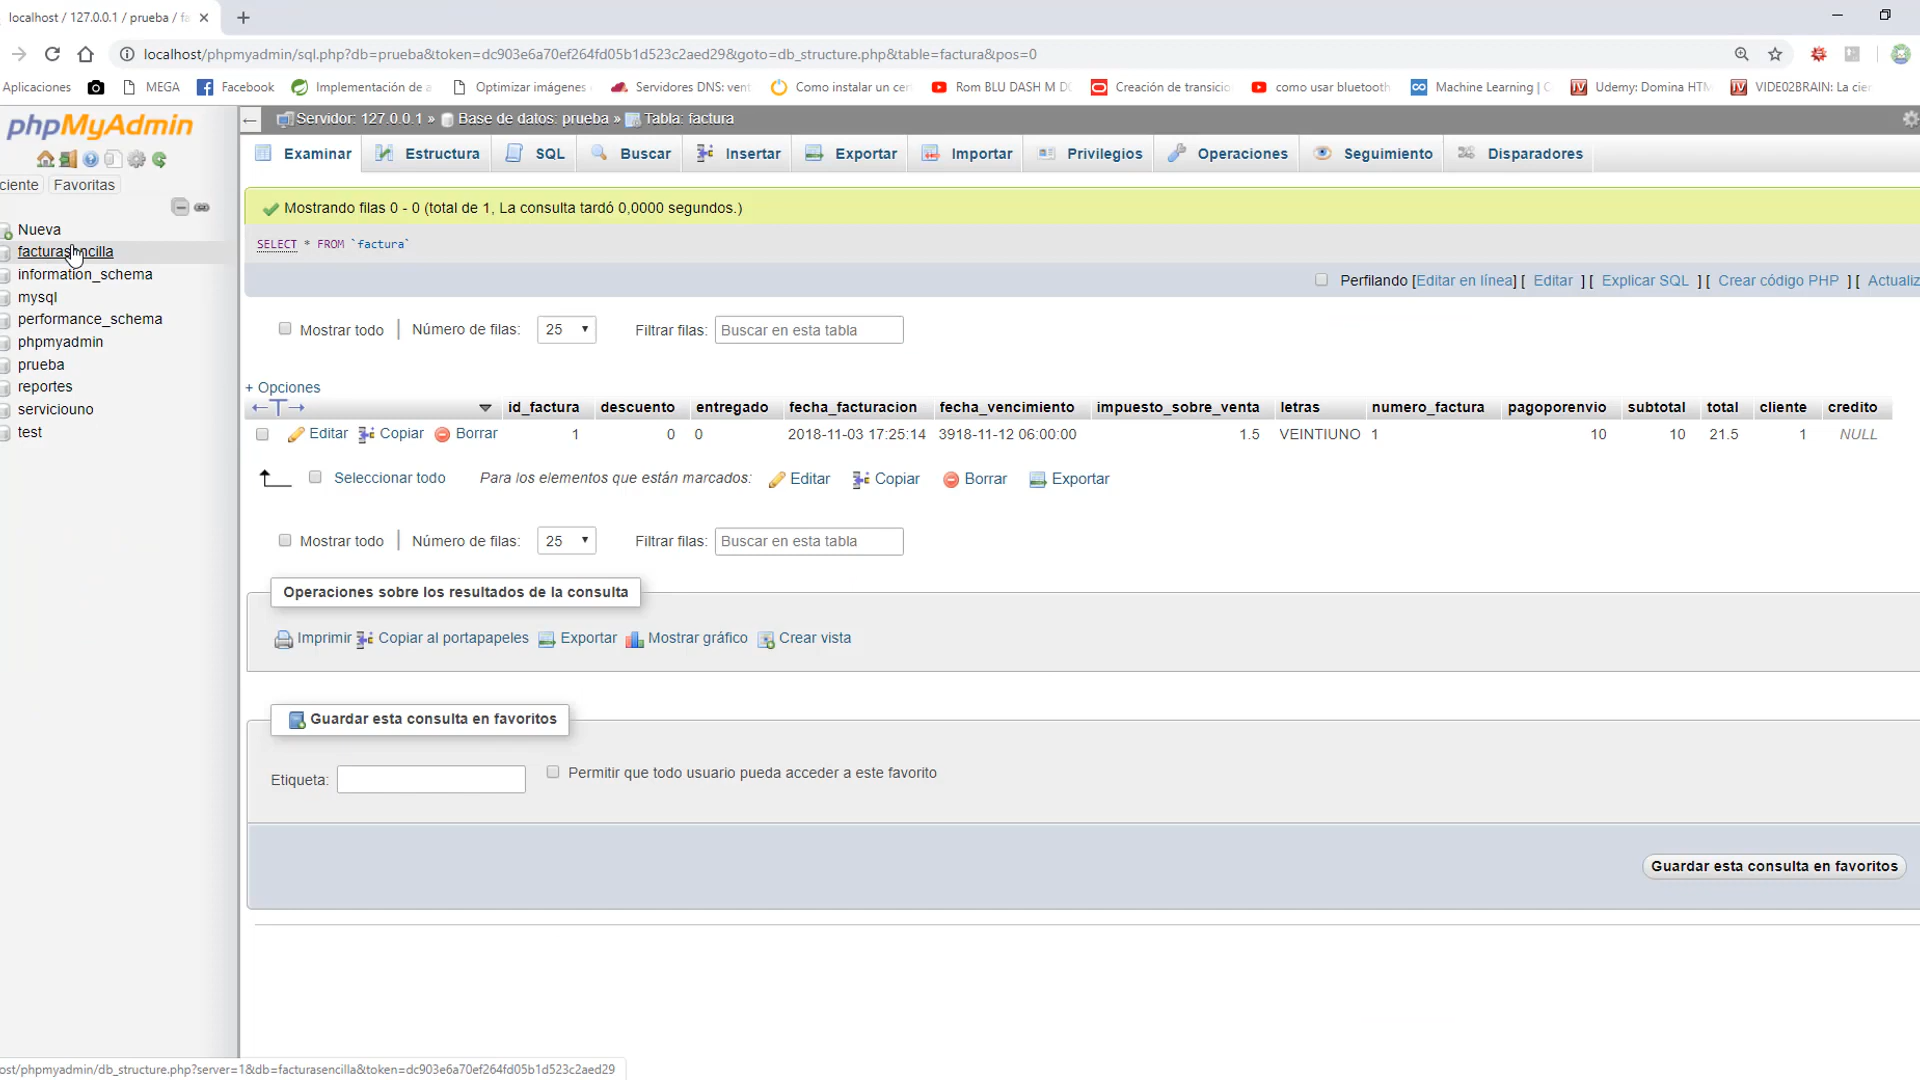 localhost / 127.0.0.1 / prueba / fa
localhost/phpmyadmin/sql.php?db=prueba&token=dc903e6a70ef264fd05b1d523c2aed29&goto=db_structure.php&table=factura&pos=0
Aplicaciones MEGA Facebook Implementación de a Optimizar imágenes Servidores DNS: vent Como instalar un cer Rom BLU DASH M DO Creación de transicio como usar bluetooth Machine Learning | C Udemy: Domina HTM VIDEO2BRAIN: La cie
phpMyAdmin
ciente Favoritas
Nueva
facturasencilla
information_schema
mysql
performance_schema
phpmyadmin
prueba
reportes
serviciouno
test
Servidor: 127.0.0.1 » Base de datos: prueba » Tabla: factura
Examinar Estructura SQL Buscar Insertar Exportar Importar Privilegios Operaciones Seguimiento Disparadores
Mostrando filas 0 - 0 (total de 1, La consulta tardó 0,0000 segundos.)
SELECT * FROM `factura`
Perfilando [Editar en línea] [ Editar ] [ Explicar SQL ] [ Crear código PHP ] [ Actualiz
Mostrar todo | Número de filas: 25 Filtrar filas: Buscar en esta tabla
+ Opciones
←T→ id_factura descuento entregado fecha_facturacion fecha_vencimiento impuesto_sobre_venta letras numero_factura pagoporenvio subtotal total cliente credito
Editar Copiar Borrar 1 0 0 2018-11-03 17:25:14 3918-11-12 06:00:00 1.5 VEINTIUNO 1 10 10 21.5 1 NULL
Seleccionar todo Para los elementos que están marcados: Editar Copiar Borrar Exportar
Mostrar todo | Número de filas: 25 Filtrar filas: Buscar en esta tabla
Operaciones sobre los resultados de la consulta
Imprimir Copiar al portapapeles Exportar Mostrar gráfico Crear vista
Guardar esta consulta en favoritos
Etiqueta: Permitir que todo usuario pueda acceder a este favorito
Guardar esta consulta en favoritos
ost/phpmyadmin/db_structure.php?server=1&db=facturasencilla&token=dc903e6a70ef264fd05b1d523c2aed29